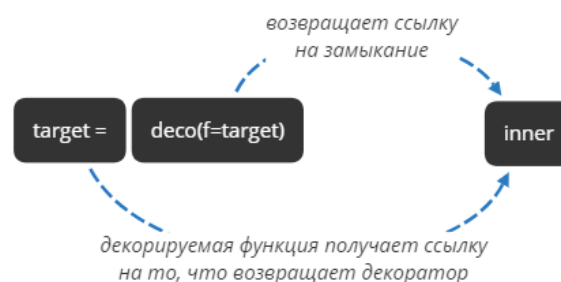 возвращает ссылку
на замыкание
target = deco(f=target) inner
декорируемая функция получает ссылку
на то, что возвращает декоратор